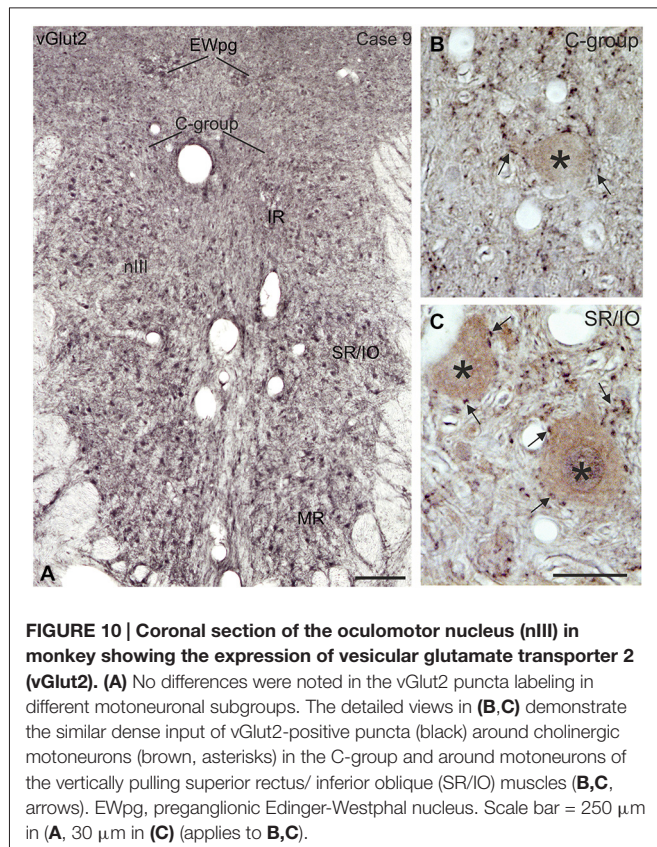 vGlut2
EWpg
Case 9
C-group
IR
nIII
SR/IO
MR
A
B
C-group
*
C
SR/IO
*
*
FIGURE 10 | Coronal section of the oculomotor nucleus (nIII) in
monkey showing the expression of vesicular glutamate transporter 2
(vGlut2). (A) No differences were noted in the vGlut2 puncta labeling in
different motoneuronal subgroups. The detailed views in (B,C) demonstrate
the similar dense input of vGlut2-positive puncta (black) around cholinergic
motoneurons (brown, asterisks) in the C-group and around motoneurons of
the vertically pulling superior rectus/ inferior oblique (SR/IO) muscles (B,C,
arrows). EWpg, preganglionic Edinger-Westphal nucleus. Scale bar = 250 μm
in (A, 30 μm in (C) (applies to B,C).